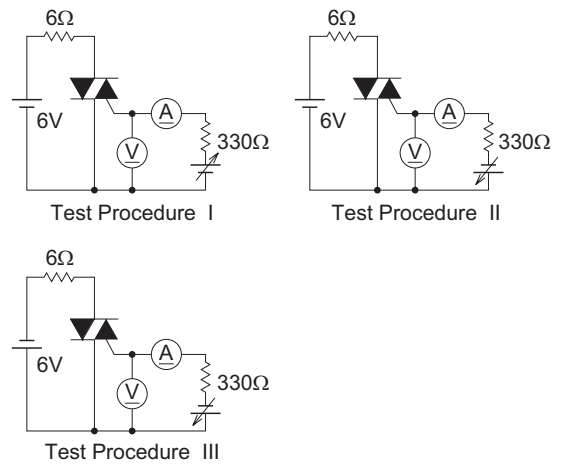 6Ω
6V
A
V
330Ω
Test Procedure I
6Ω
6V
A
V
330Ω
Test Procedure II
6Ω
6V
A
V
330Ω
Test Procedure III